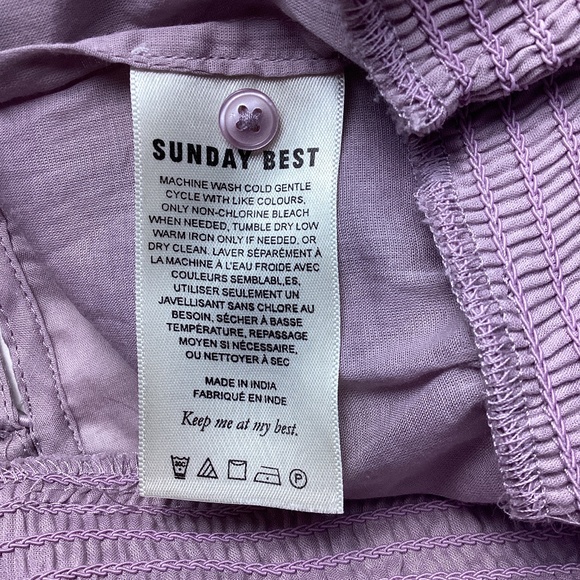 SUNDAY BEST
MACHINE WASH COLD GENTLE
CYCLE WITH LIKE COLOURS,
ONLY NON-CHLORINE BLEACH
WHEN NEEDED, TUMBLE DRY LOW
WARM IRON ONLY IF NEEDED, OR
DRY CLEAN. LAVER SÉPARÉMENT À
LA MACHINE À L'EAU FROIDE AVEC
COULEURS SEMBLABL,ES,
UTILISER SEULEMENT UN
JAVELLISANT SANS CHLORE AU
BESOIN, SÉCHER À BASSE
TEMPÉRATURE, REPASSAGE
MOYEN SI NÉCESSAIRE,
OU NETTOYER À SEC
MADE IN INDIA
FABRIQUÉ EN INDE
Keep me at my best.
P